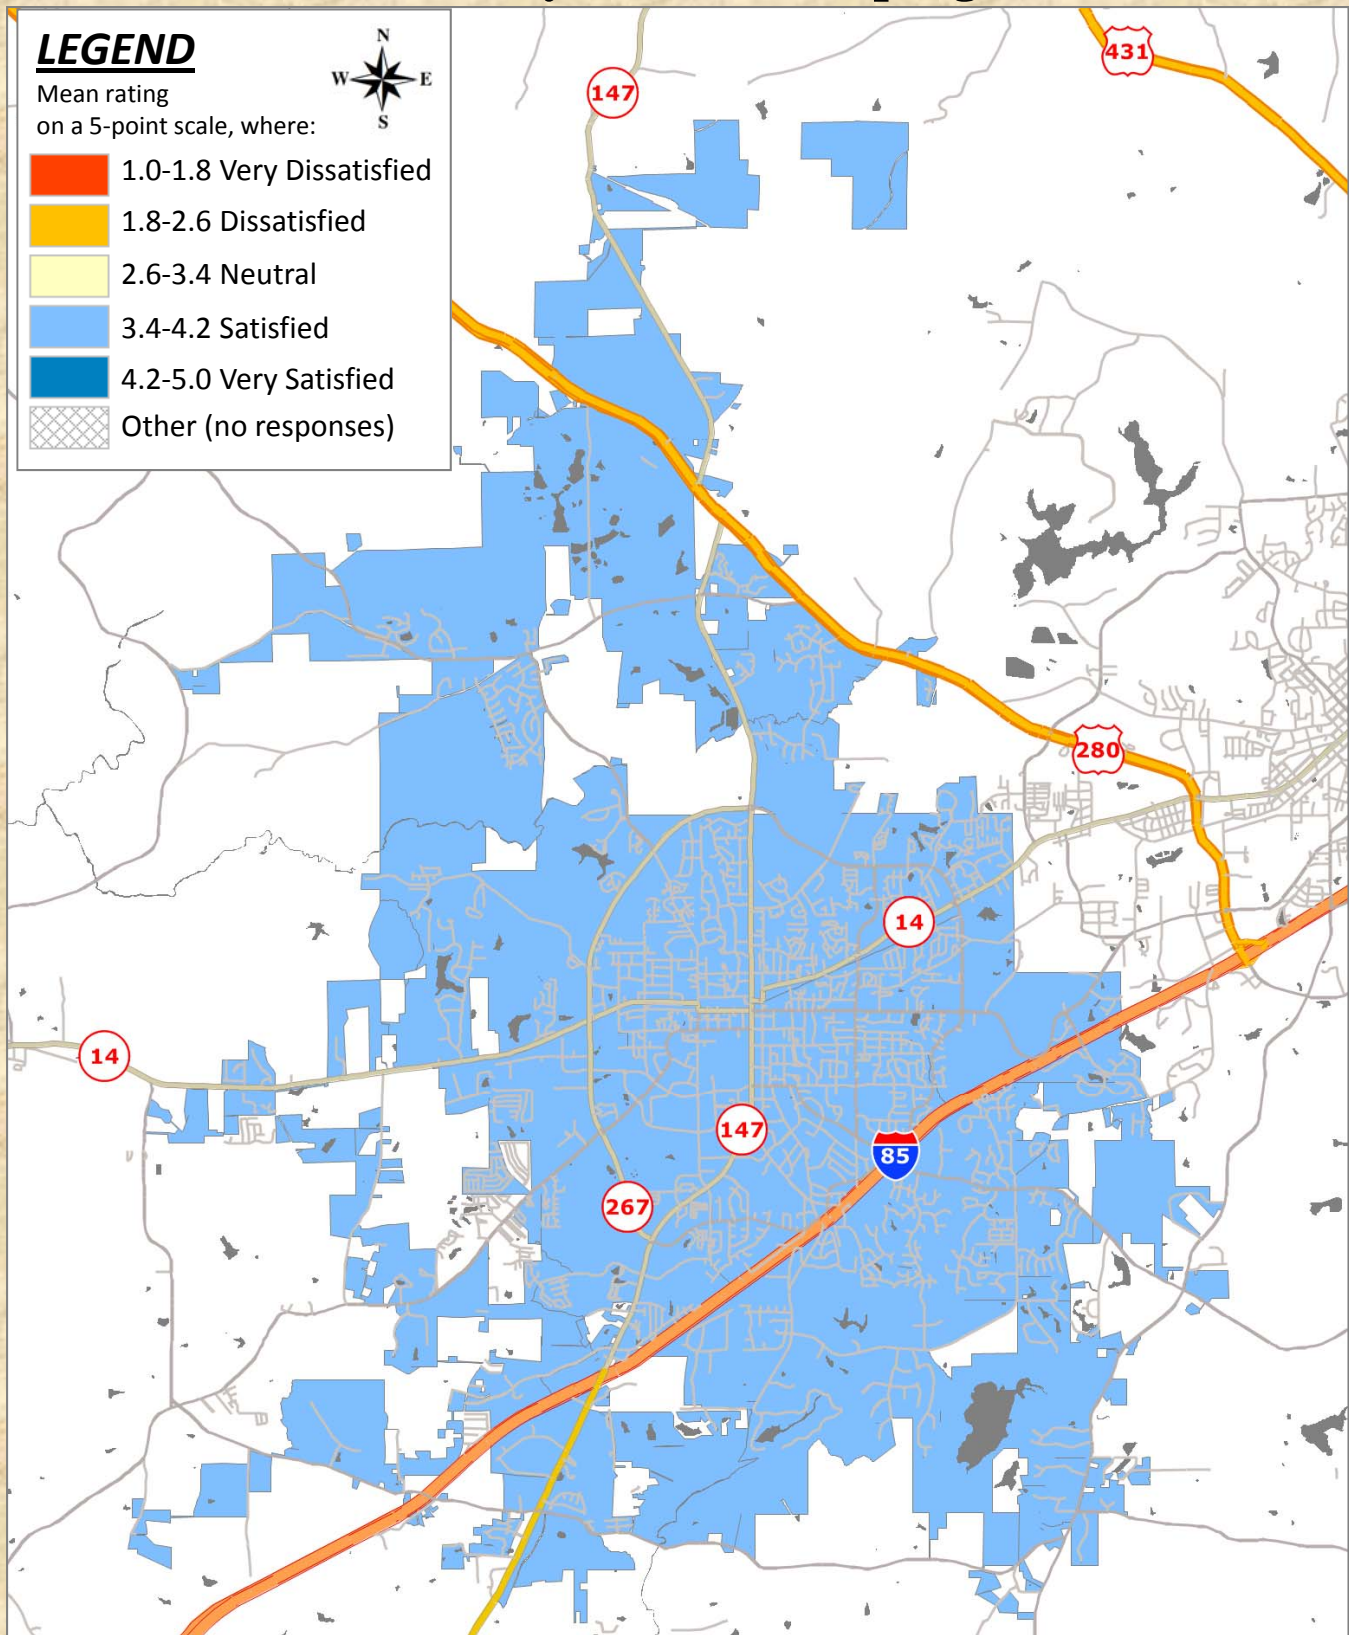 LEGEND
Mean rating
on a 5-point scale, where:
1.0-1.8 Very Dissatisfied
1.8-2.6 Dissatisfied
2.6-3.4 Neutral
3.4-4.2 Satisfied
4.2-5.0 Very Satisfied
Other (no responses)
N
W
E
S
431
147
280
14
14
147
85
267